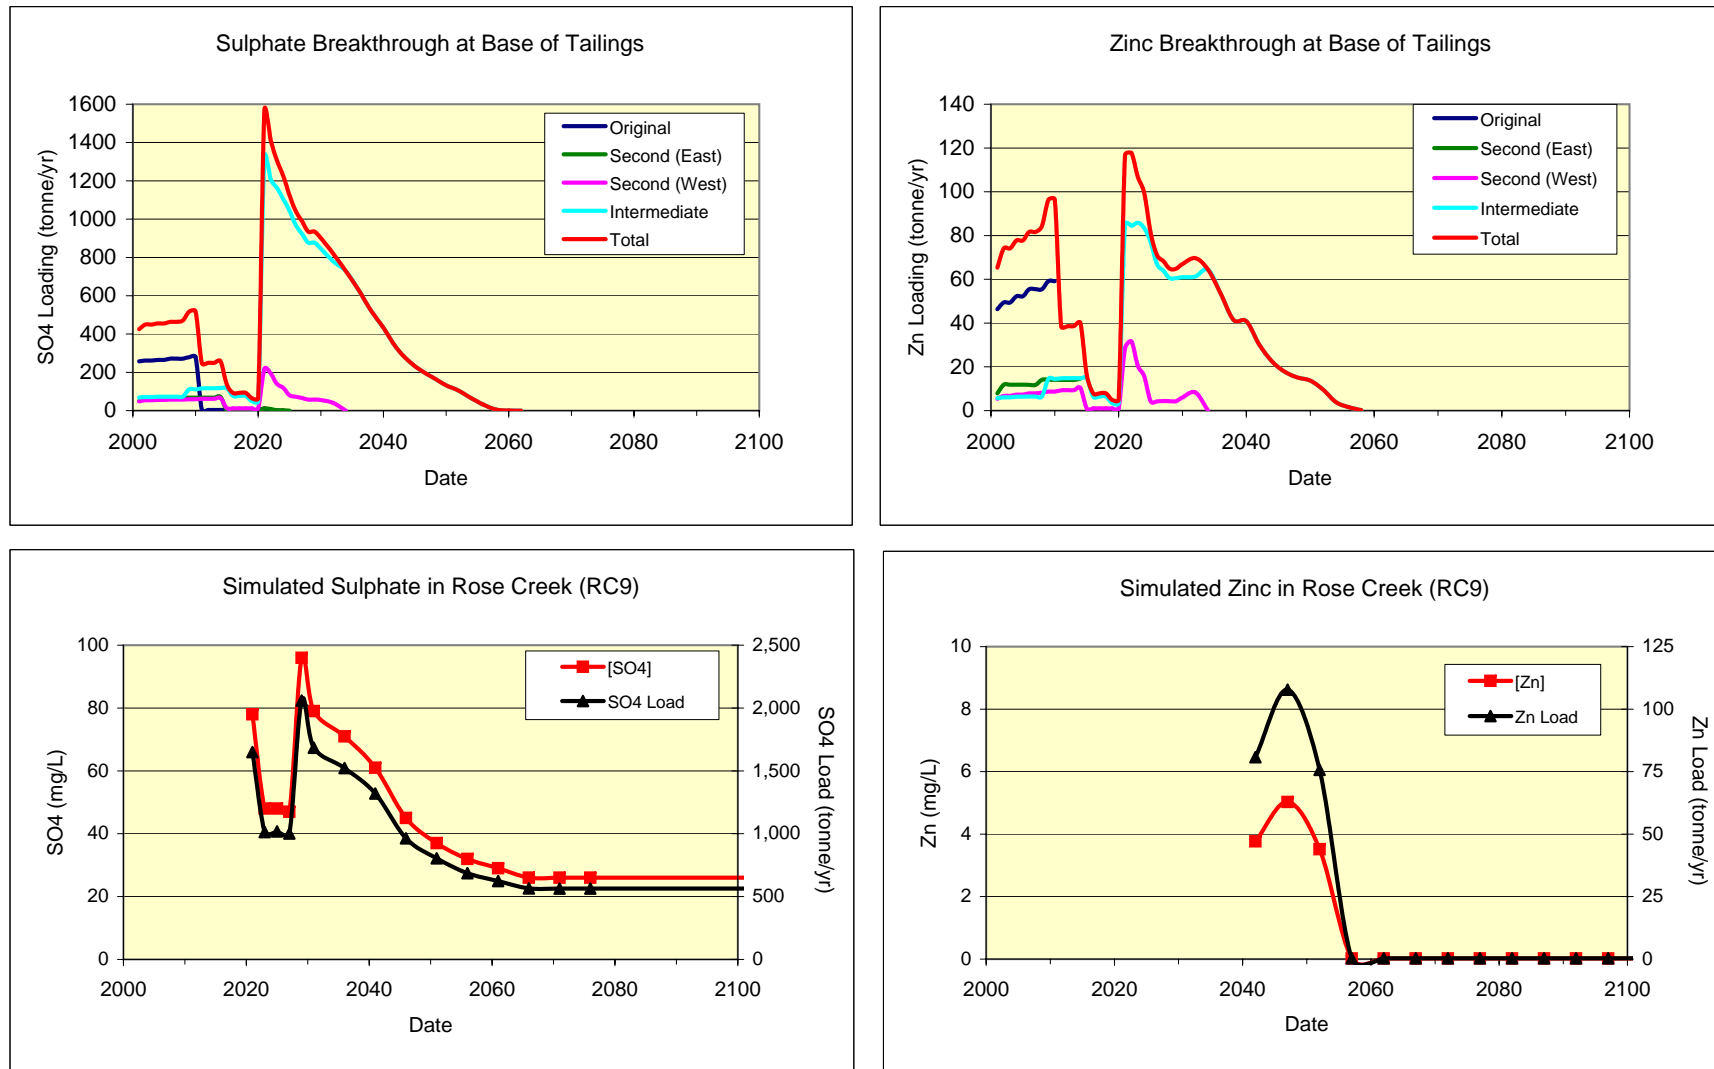 Sulphate Breakthrough at Base of Tailings
SO4 Loading (tonne/yr)
1600
1400
1200
1000
800
600
400
200
0
2000 2020 2040 2060 2080 2100
Date
Original
Second (East)
Second (West)
Intermediate
Total
Zinc Breakthrough at Base of Tailings
Zn Loading (tonne/yr)
140
120
100
80
60
40
20
0
2000 2020 2040 2060 2080 2100
Date
Original
Second (East)
Second (West)
Intermediate
Total
Simulated Sulphate in Rose Creek (RC9)
SO4 (mg/L)
100
80
60
40
20
0
2000 2020 2040 2060 2080 2100
Date
[SO4]
SO4 Load
2,500
2,000
1,500
1,000
500
0
SO4 Load (tonne/yr)
Simulated Zinc in Rose Creek (RC9)
Zn (mg/L)
10
8
6
4
2
0
2000 2020 2040 2060 2080 2100
Date
[Zn]
Zn Load
125
100
75
50
25
0
Zn Load (tonne/yr)